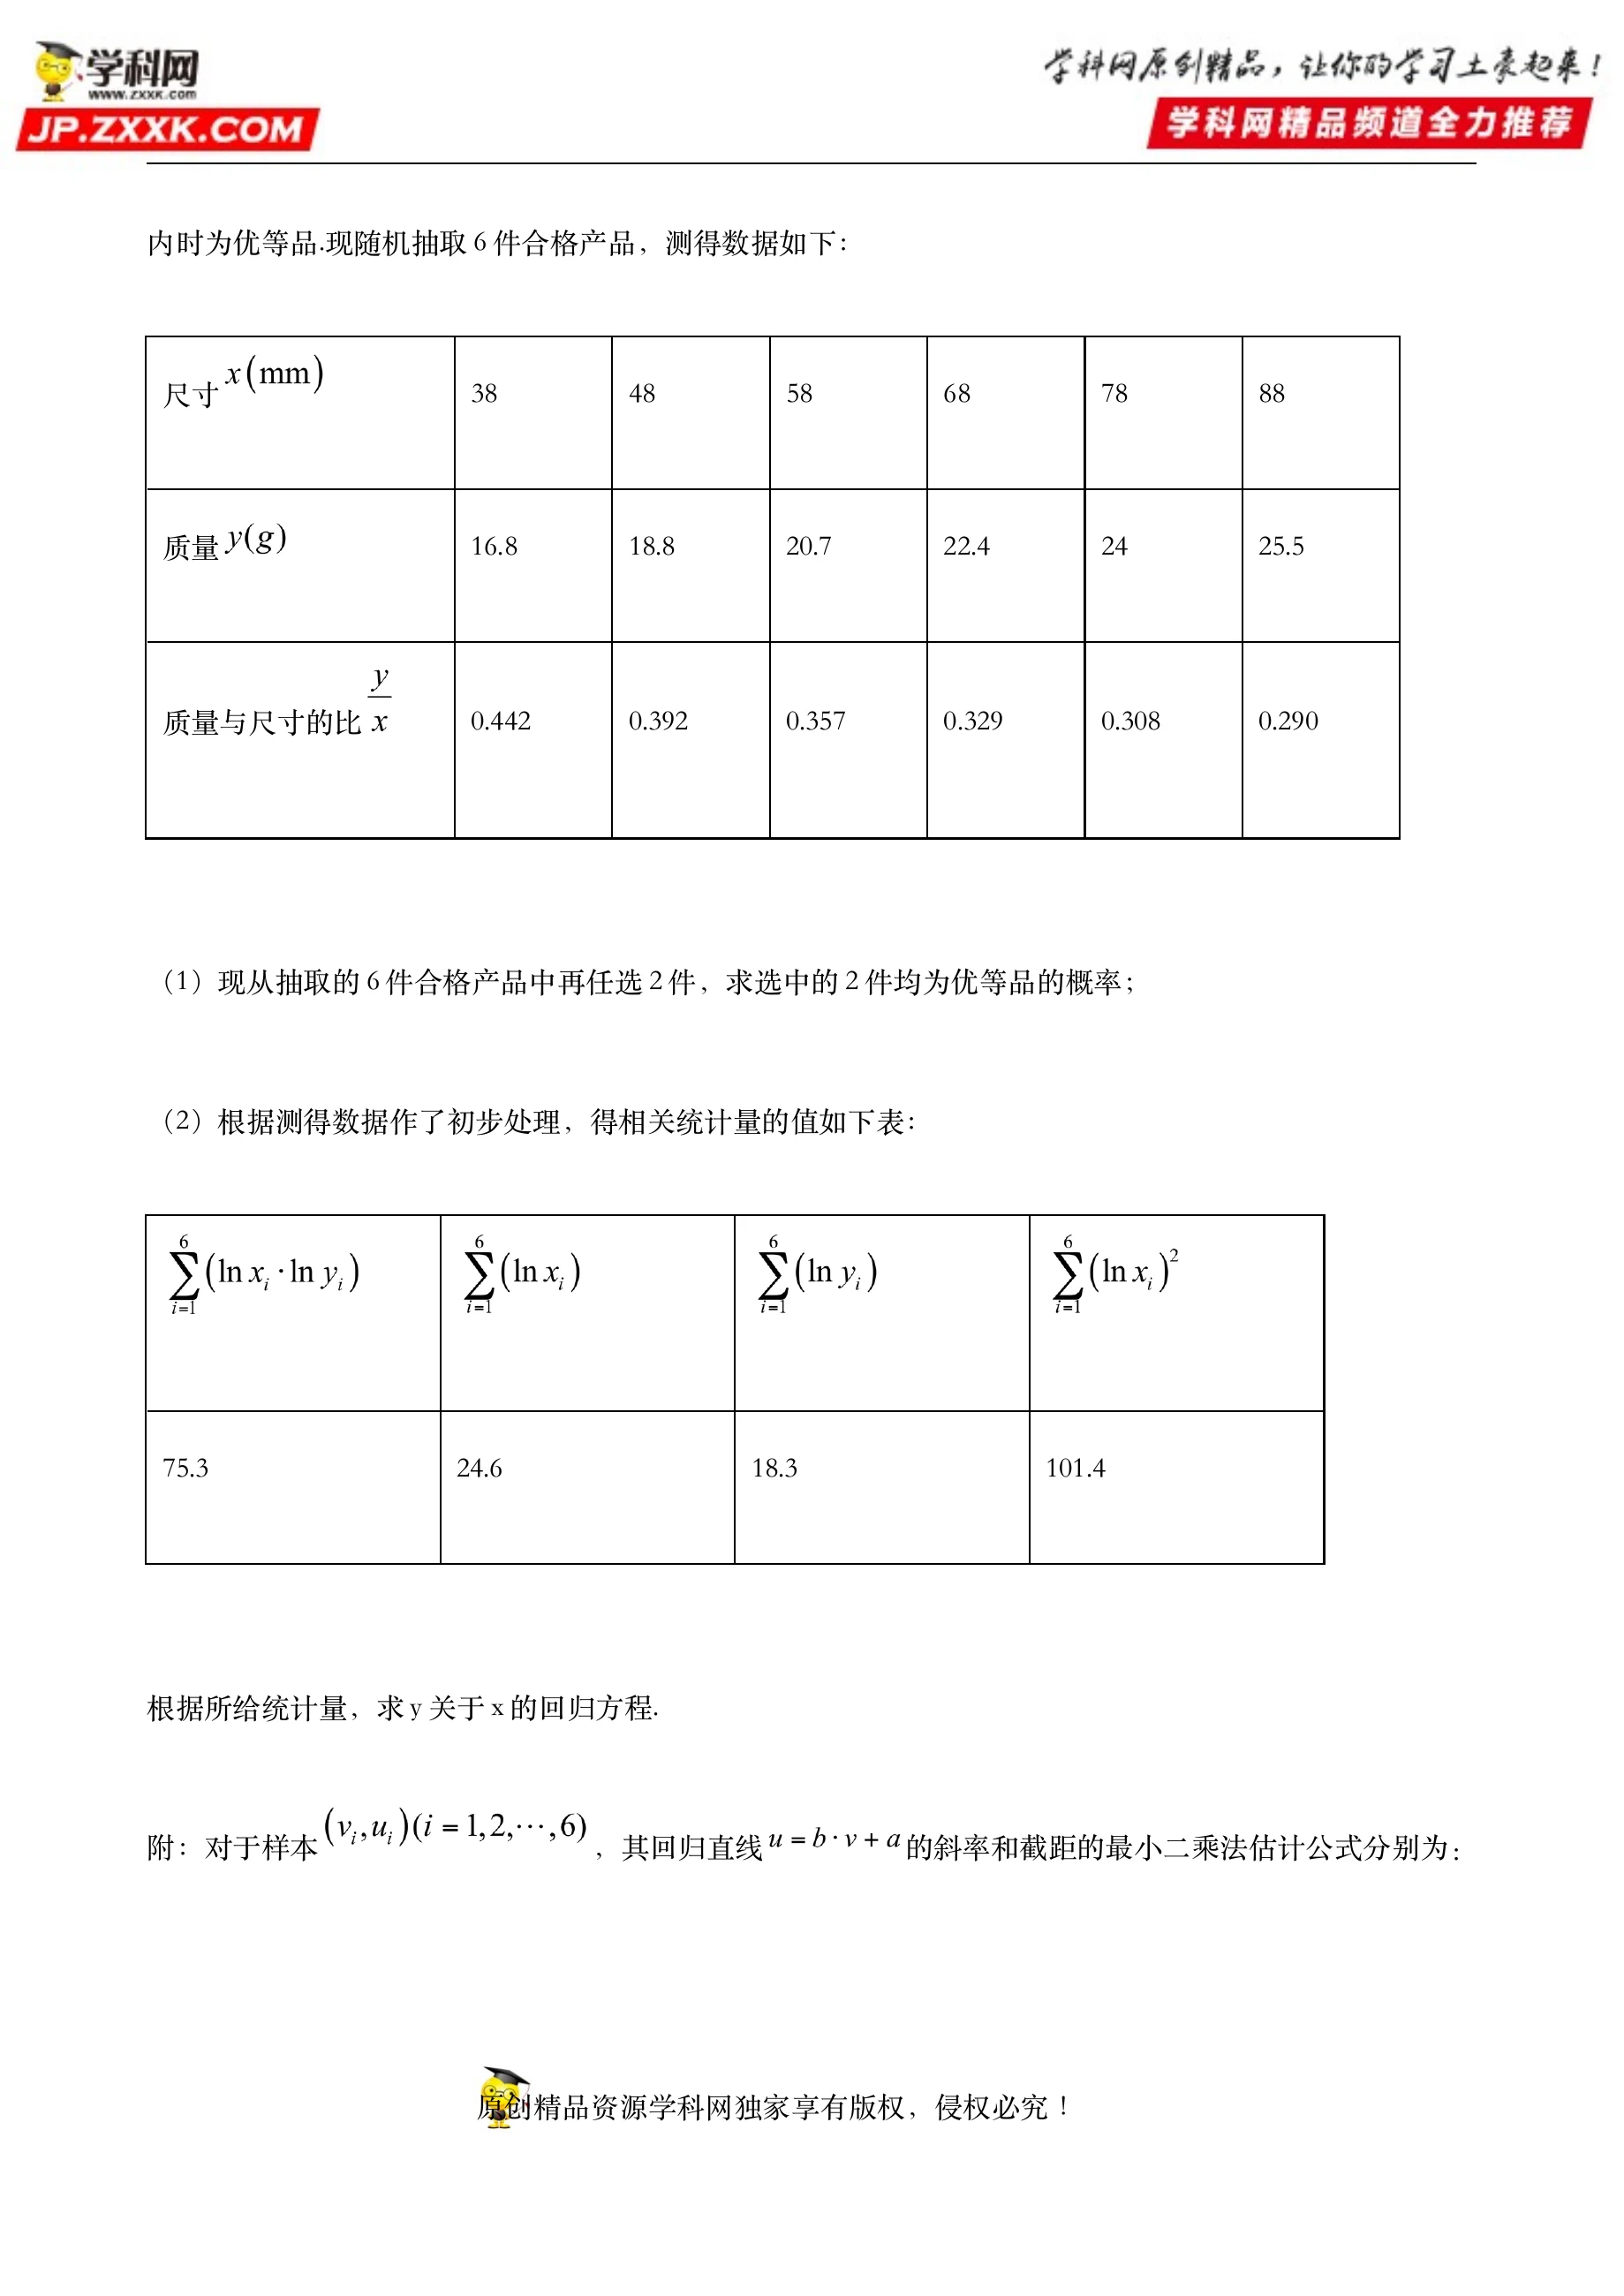 学科网
www.zxxk.com
JP.ZXXK.COM
学科网原创精品，让你的学习土豪起来！
学科网精品频道全力推荐
内时为优等品.现随机抽取 6 件合格产品，测得数据如下：
尺寸 x(mm) 38 48 58 68 78 88
质量 y(g) 16.8 18.8 20.7 22.4 24 25.5
质量与尺寸的比 y/x 0.442 0.392 0.357 0.329 0.308 0.290
（1）现从抽取的 6 件合格产品中再任选 2 件，求选中的 2 件均为优等品的概率；
（2）根据测得数据作了初步处理，得相关统计量的值如下表：
∑_{i=1}^{6}(ln x_i · ln y_i) ∑_{i=1}^{6}(ln x_i) ∑_{i=1}^{6}(ln y_i) ∑_{i=1}^{6}(ln x_i)^2
75.3 24.6 18.3 101.4
根据所给统计量，求 y 关于 x 的回归方程.
附：对于样本 (v_i, u_i)(i = 1,2,⋯,6)，其回归直线 u = b · v + a 的斜率和截距的最小二乘法估计公式分别为：
原创精品资源学科网独家享有版权，侵权必究！